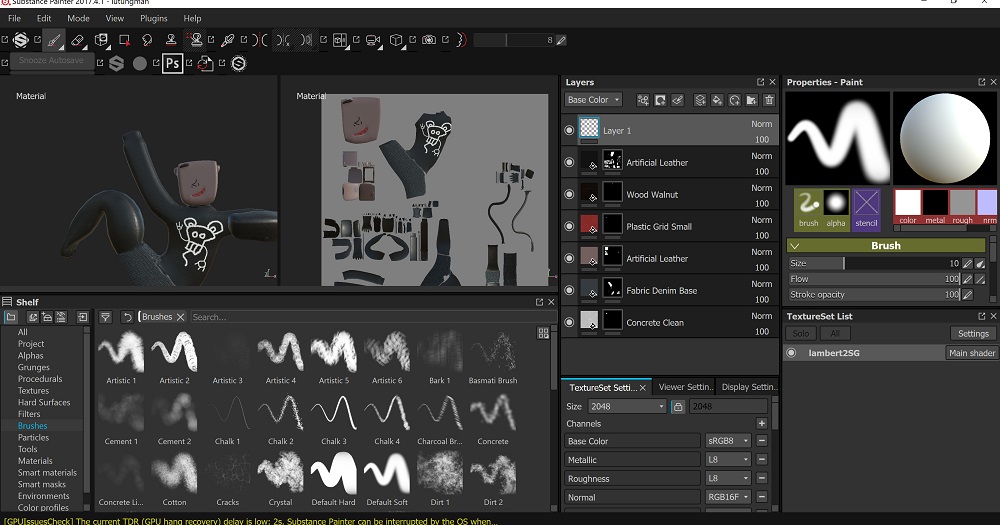 Substance Painter 2017.4.1 - lutungman
File Edit Mode View Plugins Help
8
Snooze Autosave
Ps
Material
Material
Layers
Base Color
Layer 1 Norm 100
Artificial Leather Norm 100
Wood Walnut Norm 100
Plastic Grid Small Norm 100
Artificial Leather Norm 100
Fabric Denim Base Norm 100
Concrete Clean Norm 100
Properties - Paint
brush alpha stencil color metal rough nrm
Brush
Size 10
Flow 100
Stroke opacity 100
TextureSet List
Solo All Settings
lambert2SG Main shader
Shelf
Brushes Search...
All
Project
Alphas
Grunges
Procedurals
Textures
Hard Surfaces
Filters
Brushes
Particles
Tools
Materials
Smart materials
Smart masks
Environments
Color profiles
Artistic 1 Artistic 2 Artistic 3 Artistic 4 Artistic 5 Artistic 6 Bark 1 Basmati Brush
Cement 1 Cement 2 Chalk 1 Chalk 2 Chalk 3 Chalk 4 Charcoal Br... Concrete
Concrete Li... Cotton Cracks Crystal Default Hard Default Soft Dirt 1 Dirt 2
TextureSet Setti... Viewer Settin... Display Settin
Size 2048 2048
Channels
Base Color sRGB8
Metallic L8
Roughness L8
Normal RGB16F
[GPUIssuesCheck] The current TDR (GPU hang recovery) delay is low: 2s. Substance Painter can be interrupted by the OS when...